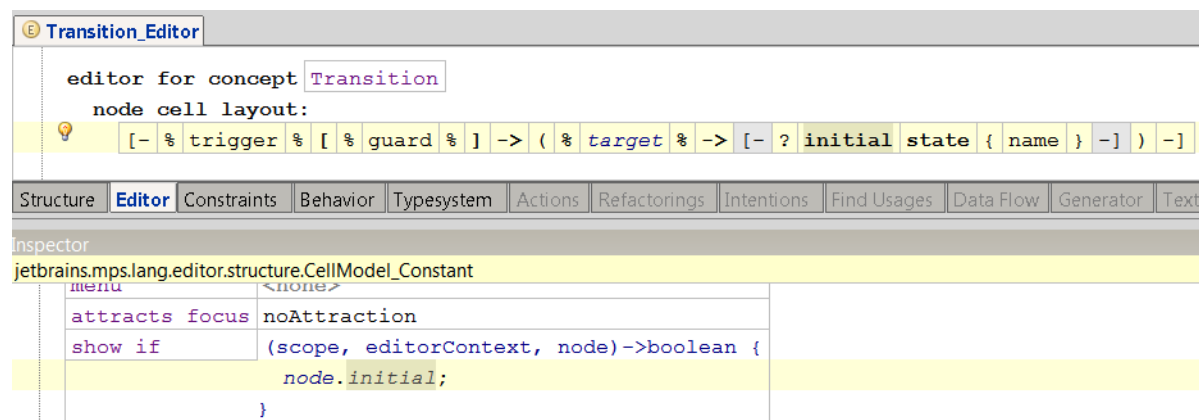 E Transition_Editor
editor for concept Transition
node cell layout:
[- % trigger % [ % guard % ] -> ( % target % -> [- ? initial state { name } -] ) -]
Structure Editor Constraints Behavior Typesystem Actions Refactorings Intentions Find Usages Data Flow Generator Text
Inspector
jetbrains.mps.lang.editor.structure.CellModel_Constant
menu <none>
attracts focus noAttraction
show if (scope, editorContext, node)->boolean {
node.initial;
}